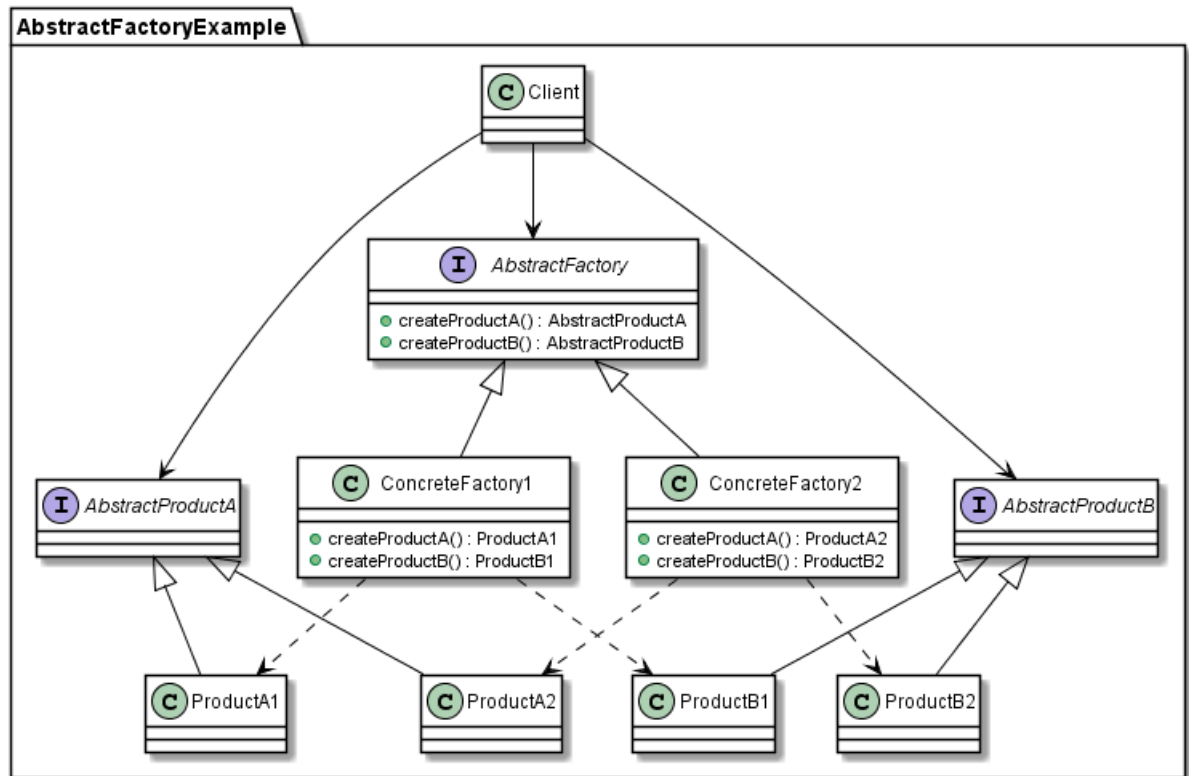 AbstractFactoryExample
C Client
I AbstractFactory
createProductA() : AbstractProductA
createProductB() : AbstractProductB
I AbstractProductA
C ConcreteFactory1
createProductA() : ProductA1
createProductB() : ProductB1
C ConcreteFactory2
createProductA() : ProductA2
createProductB() : ProductB2
I AbstractProductB
C ProductA1
C ProductA2
C ProductB1
C ProductB2